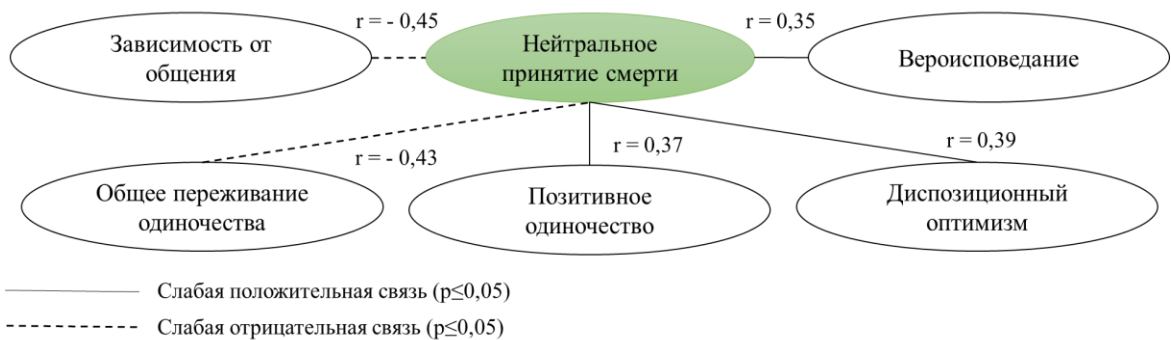 r = - 0,45
r = 0,35
Зависимость от
общения
Нейтральное
принятие смерти
Вероисповедание
r = - 0,43
r = 0,37
r = 0,39
Общее переживание
одиночества
Позитивное
одиночество
Диспозиционный
оптимизм
Слабая положительная связь (p≤0,05)
Слабая отрицательная связь (p≤0,05)